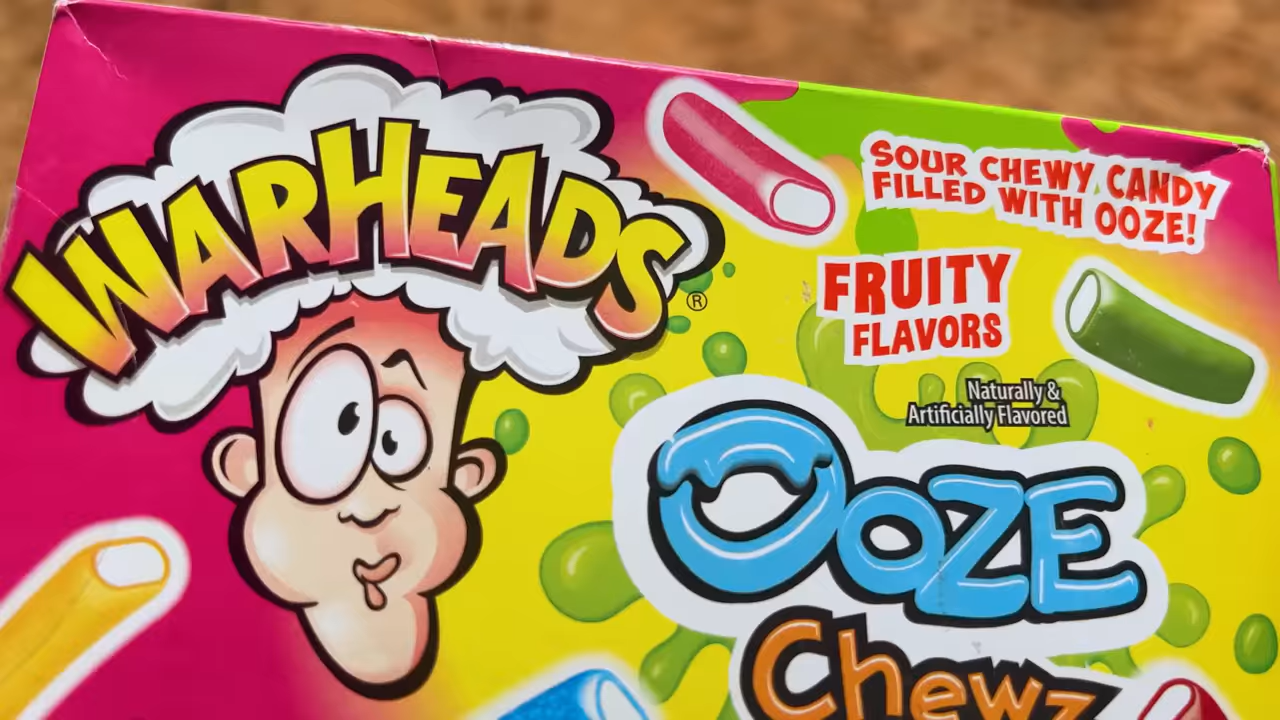 WARHEADS®
SOUR CHEWY CANDY
FILLED WITH OOZE!
FRUITY
FLAVORS
Naturally &
Artificially Flavored
OOZE
Chewz